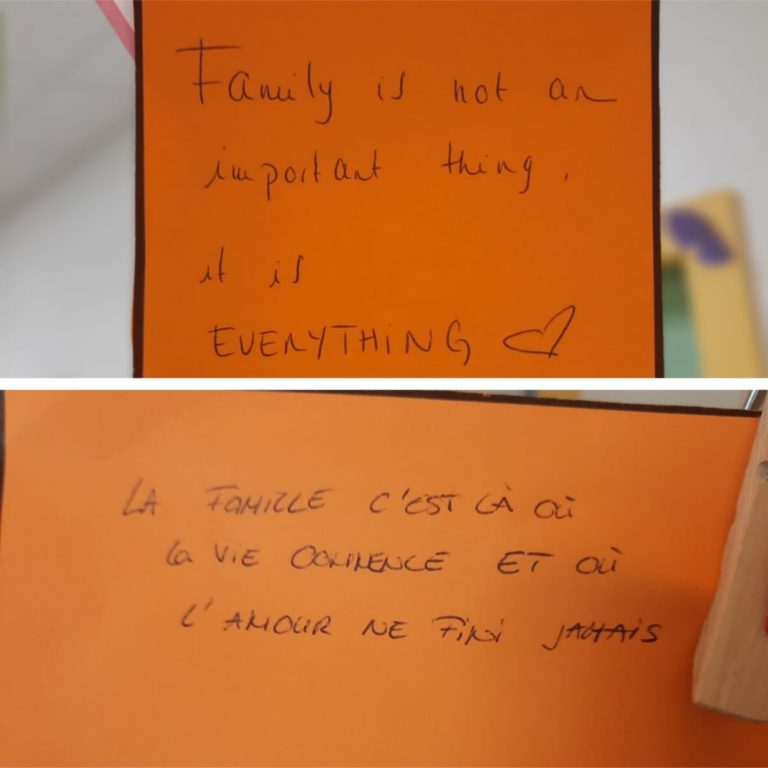 Family is not an
important thing.
it is
EVERYTHING ♡
LA FAMILLE C'EST LÀ OÙ
la VIE COMMENCE ET OÙ
L'AMOUR NE FINI JAMAIS